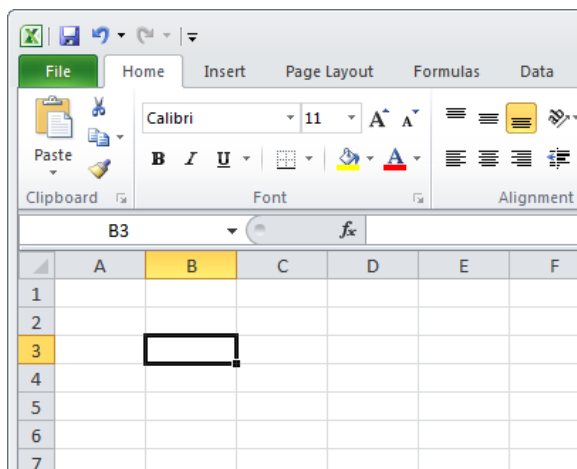 File Home Insert Page Layout Formulas Data
Calibri 11 A A
Paste B I U A
Clipboard Font Alignment
B3 fx
A B C D E F
1
2
3
4
5
6
7